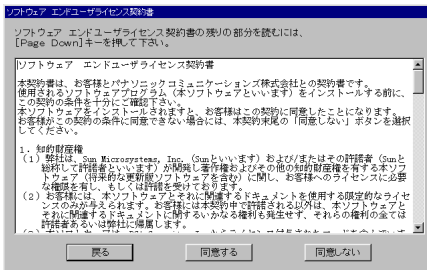 ソフトウェア エンドユーザライセンス契約書
ソフトウェア エンドユーザライセンス契約書の残りの部分を読むには、
[Page Down]キーを押して下さい。
ソフトウェア エンドユーザライセンス契約書
本契約書は、お客様とパナソニックコミュニケーションズ株式会社との契約書です。
使用されるソフトウェアプログラム（本ソフトウェアといいます）をインストールする前に、
この契約の条件を十分にご確認下さい。
本ソフトウェアをインストールされますと、お客様はこの契約に同意したことになります。
お客様がこの契約の条件に同意できない場合には、本契約末尾の「同意しない」ボタンを選択
してください。
1. 知的財産権
(1) 弊社は、Sun Microsystems, Inc. (Sunといいます) および/またはその許諾者 (Sunと
総称して許諾者といいます) が開発し著作権およびその他の知的財産権を有する本ソフ
トウェア (将来的な更新版ソフトウェアを含む) に関し、お客様へのライセンスに必要
な権限を有し、もしくは許諾を受けております。
(2) お客様には、本ソフトウェアとそれに関連するドキュメントを使用する限定的なライセ
ンスのみが与えられます。お客様には本契約中で許諾される以外は、本ソフトウェアと
それに関連するドキュメントに関するいかなる権利も発生せず、それらの権利の全ては
許諾者あるいは弊社に帰属します。
戻る
同意する
同意しない